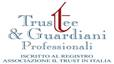 Trustee
& Guardiani
Professionali
ISCRITTO AL REGISTRO
ASSOCIAZIONE IL TRUST IN ITALIA